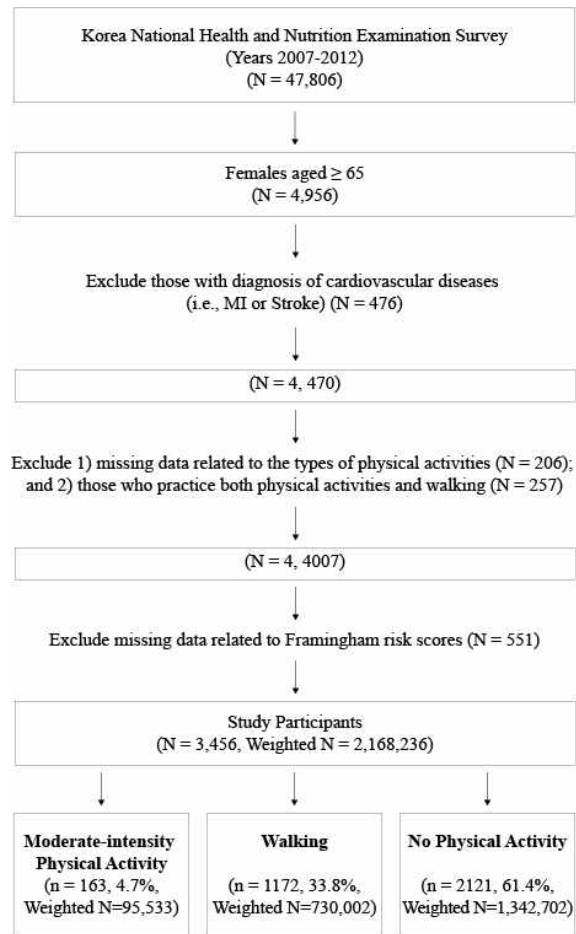 Korea National Health and Nutrition Examination Survey
(Years 2007-2012)
(N = 47,806)
Females aged ≥ 65
(N = 4,956)
Exclude those with diagnosis of cardiovascular diseases
(i.e., MI or Stroke) (N = 476)
(N = 4, 470)
Exclude 1) missing data related to the types of physical activities (N = 206);
and 2) those who practice both physical activities and walking (N = 257)
(N = 4, 4007)
Exclude missing data related to Framingham risk scores (N = 551)
Study Participants
(N = 3,456, Weighted N = 2,168,236)
Moderate-intensity
Physical Activity
(n = 163, 4.7%,
Weighted N=95,533)
Walking
(n = 1172, 33.8%,
Weighted N=730,002)
No Physical Activity
(n = 2121, 61.4%,
Weighted N=1,342,702)